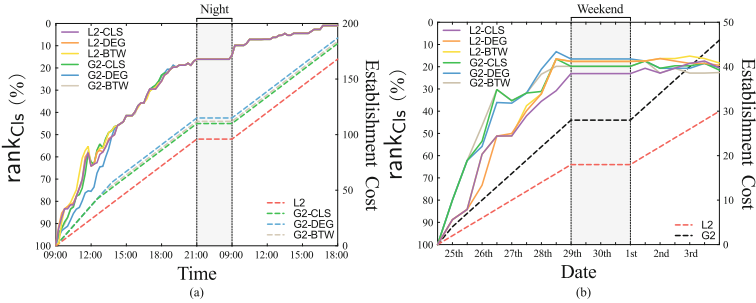 Night
0
10
20
30
40
50
60
70
80
90
100
rank_Cls (%)
L2-CLS
L2-DEG
L2-BTW
G2-CLS
G2-DEG
G2-BTW
L2
G2-CLS
G2-DEG
G2-BTW
200
150
100
50
0
Establishment Cost
09:00 12:00 15:00 18:00 21:00 09:00 12:00 15:00 18:00
Time
(a)
Weekend
0
10
20
30
40
50
60
70
80
90
100
rank_Cls (%)
L2-CLS
L2-DEG
L2-BTW
G2-CLS
G2-DEG
G2-BTW
L2
G2
50
40
30
20
10
0
Establishment Cost
25th 26th 27th 28th 29th 30th 1st 2nd 3rd
Date
(b)